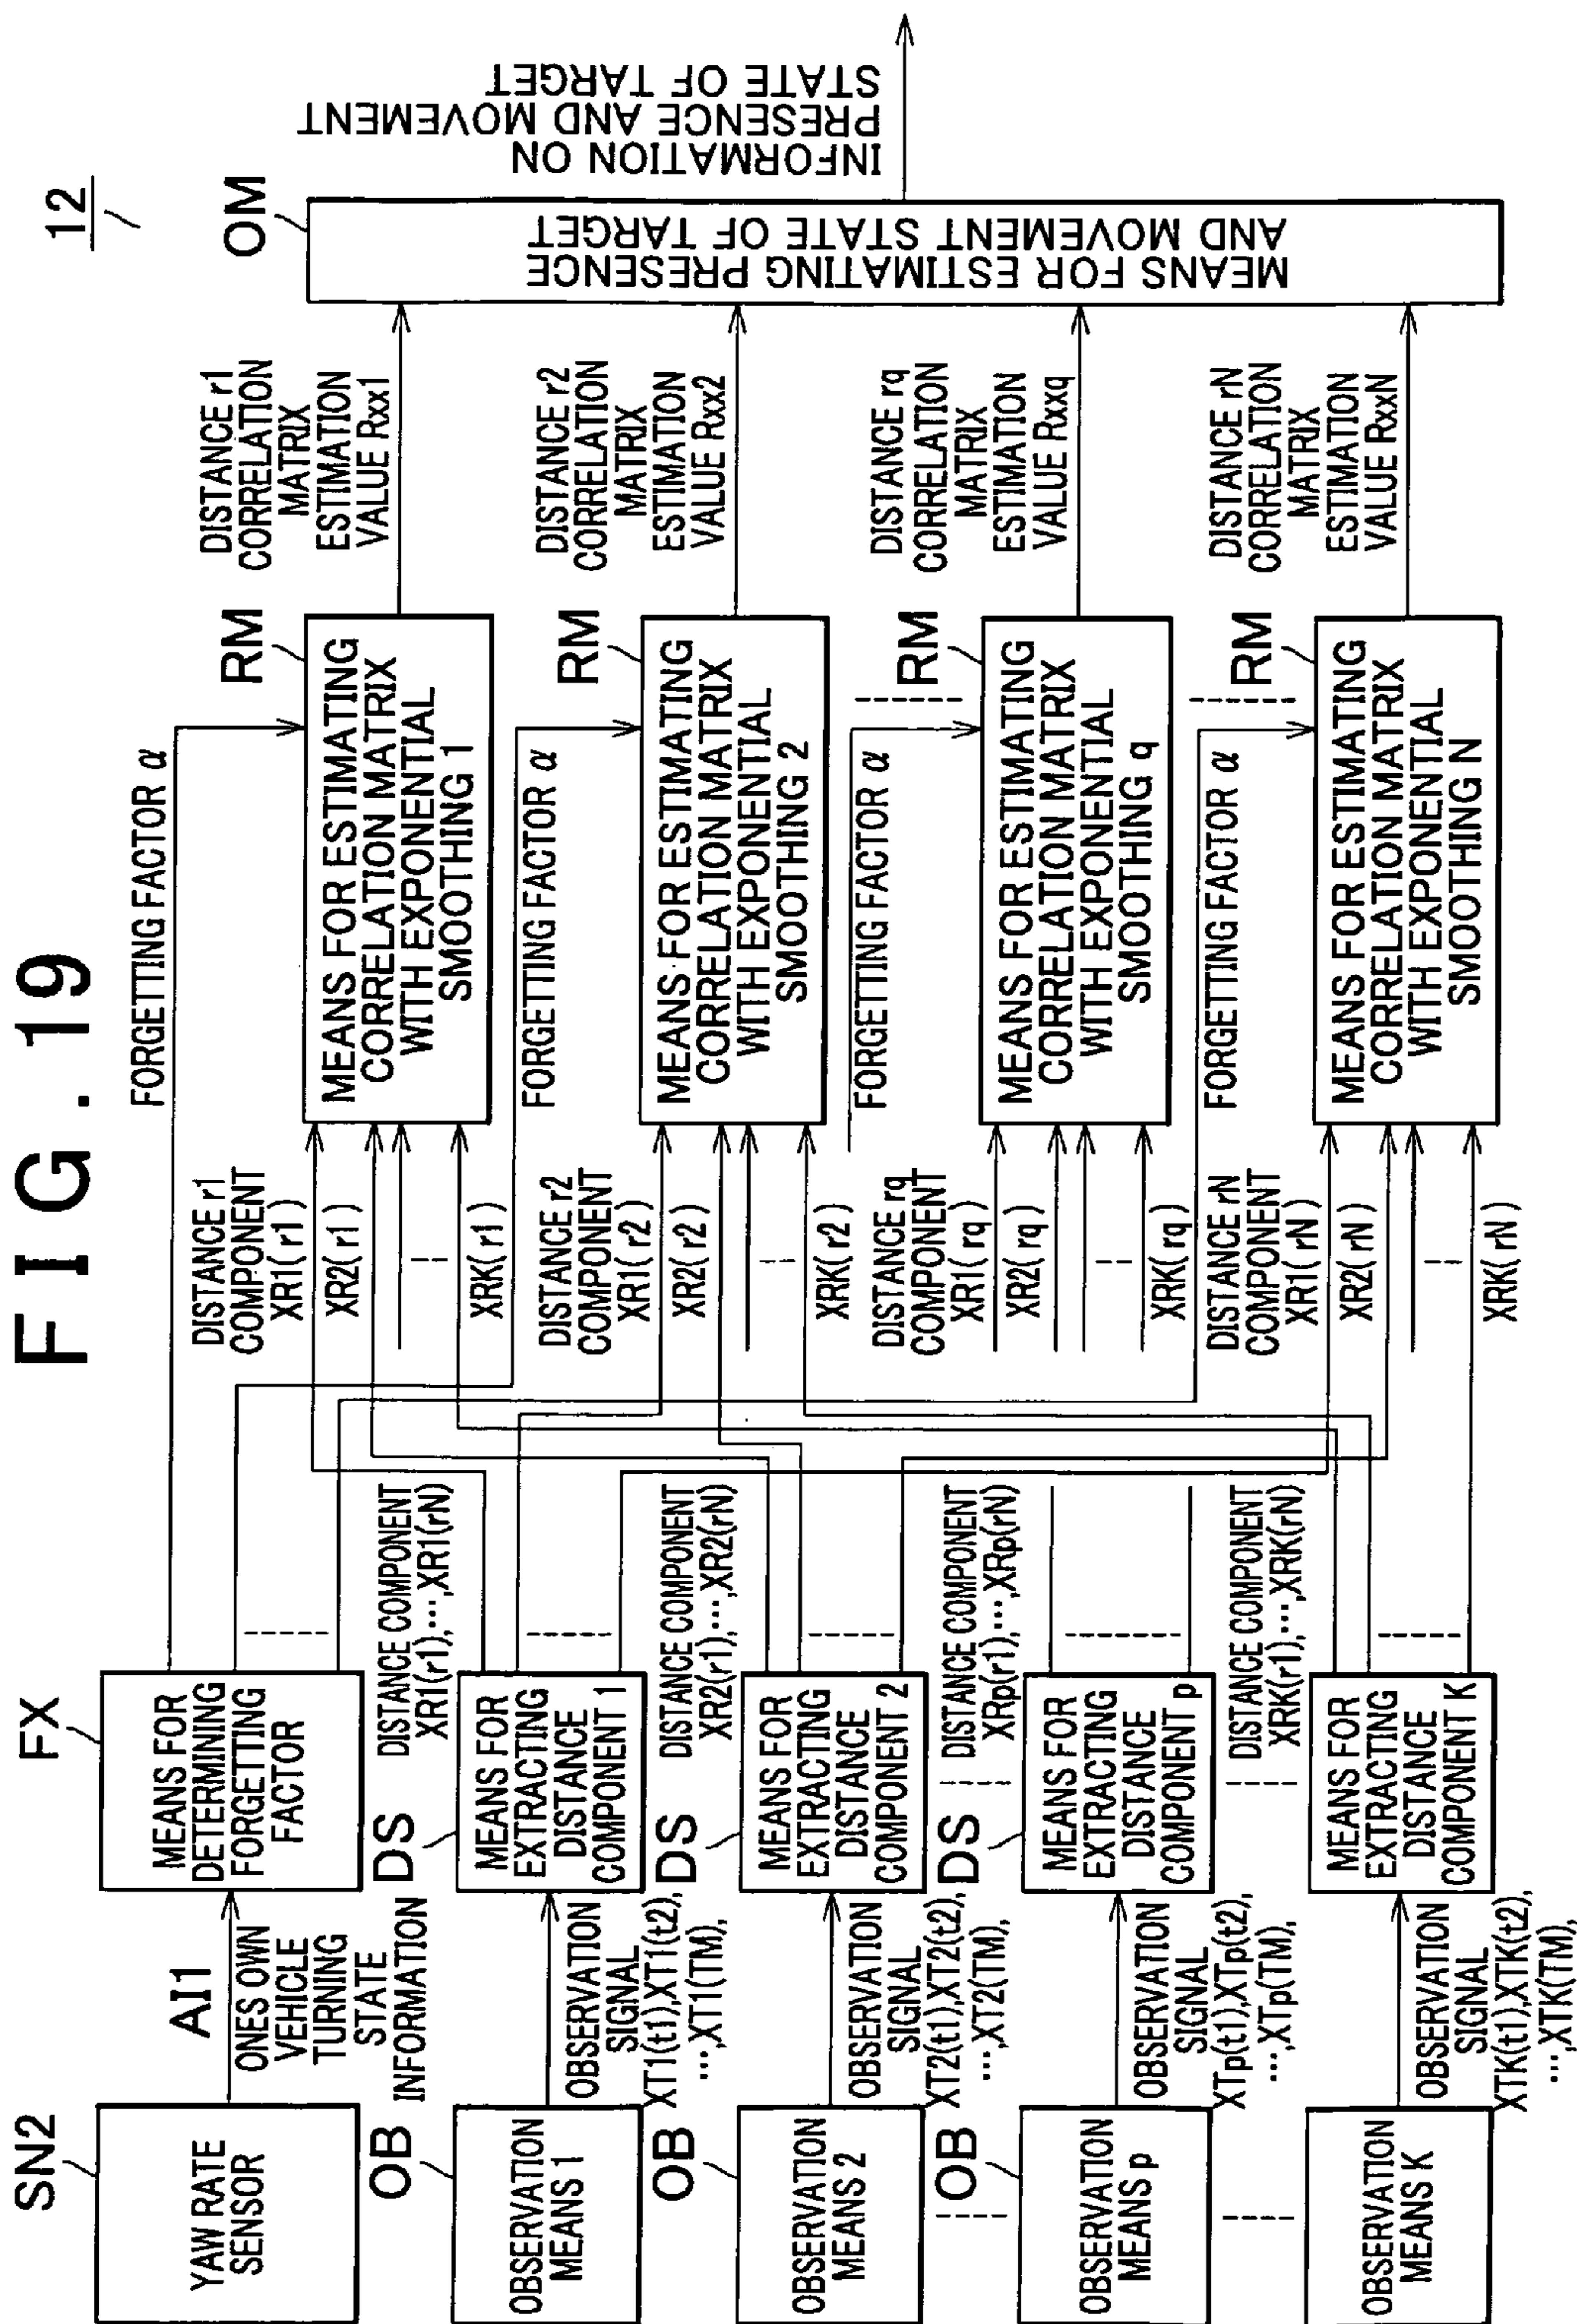 FIG.19
12
SN2
YAW RATE
SENSOR
AI1
ONES OWN
VEHICLE
TURNING
STATE
INFORMATION
FX
MEANS FOR
DETERMINING
FORGETTING
FACTOR
FORGETTING FACTOR α
FORGETTING FACTOR α
FORGETTING FACTOR α
FORGETTING FACTOR α
OB
OBSERVATION
MEANS 1
OBSERVATION
SIGNAL
XT1(t1),XT1(t2),
…,XT1(TM),
DS
MEANS FOR
EXTRACTING
DISTANCE
COMPONENT 1
DISTANCE COMPONENT
XR1(r1),…,XR1(rN)
DISTANCE r1
COMPONENT
XR1(r1)
XR2(r1)
XRK(r1)
RM
MEANS FOR ESTIMATING
CORRELATION MATRIX
WITH EXPONENTIAL
SMOOTHING 1
DISTANCE r1
CORRELATION
MATRIX
ESTIMATION
VALUE Rxx1
OB
OBSERVATION
MEANS 2
OBSERVATION
SIGNAL
XT2(t1),XT2(t2),
…,XT2(TM),
DS
MEANS FOR
EXTRACTING
DISTANCE
COMPONENT 2
DISTANCE COMPONENT
XR2(r1),…,XR2(rN)
DISTANCE r2
COMPONENT
XR1(r2)
XR2(r2)
XRK(r2)
RM
MEANS FOR ESTIMATING
CORRELATION MATRIX
WITH EXPONENTIAL
SMOOTHING 2
DISTANCE r2
CORRELATION
MATRIX
ESTIMATION
VALUE Rxx2
OB
OBSERVATION
MEANS p
OBSERVATION
SIGNAL
XTp(t1),XTp(t2),
…,XTp(TM),
DS
MEANS FOR
EXTRACTING
DISTANCE
COMPONENT p
DISTANCE COMPONENT
XRp(r1),…,XRp(rN)
DISTANCE rq
COMPONENT
XR1(rq)
XR2(rq)
XRK(rq)
RM
MEANS FOR ESTIMATING
CORRELATION MATRIX
WITH EXPONENTIAL
SMOOTHING q
DISTANCE rq
CORRELATION
MATRIX
ESTIMATION
VALUE Rxxq
OBSERVATION
MEANS K
OBSERVATION
SIGNAL
XTK(t1),XTK(t2),
…,XTK(TM),
MEANS FOR
EXTRACTING
DISTANCE
COMPONENT K
DISTANCE COMPONENT
XRK(r1),…,XRK(rN)
DISTANCE rN
COMPONENT
XR1(rN)
XR2(rN)
XRK(rN)
RM
MEANS FOR ESTIMATING
CORRELATION MATRIX
WITH EXPONENTIAL
SMOOTHING N
DISTANCE rN
CORRELATION
MATRIX
ESTIMATION
VALUE RxxN
OM
MEANS FOR ESTIMATING PRESENCE
AND MOVEMENT STATE OF TARGET
INFORMATION ON
PRESENCE AND MOVEMENT
STATE OF TARGET